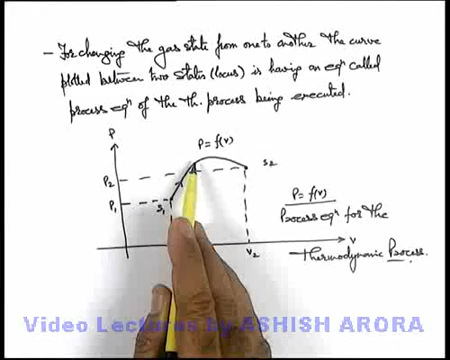 – For changing the gas state from one to another the curve
plotted between two states (locus) is having an eqⁿ called
process eqⁿ of the th. process being executed.
P
P = f(v)
S2
P2
P1
S1
P = f(v)
Process eqⁿ for the
Thermodynamic Process.
V2
V
Video Lectures by ASHISH ARORA